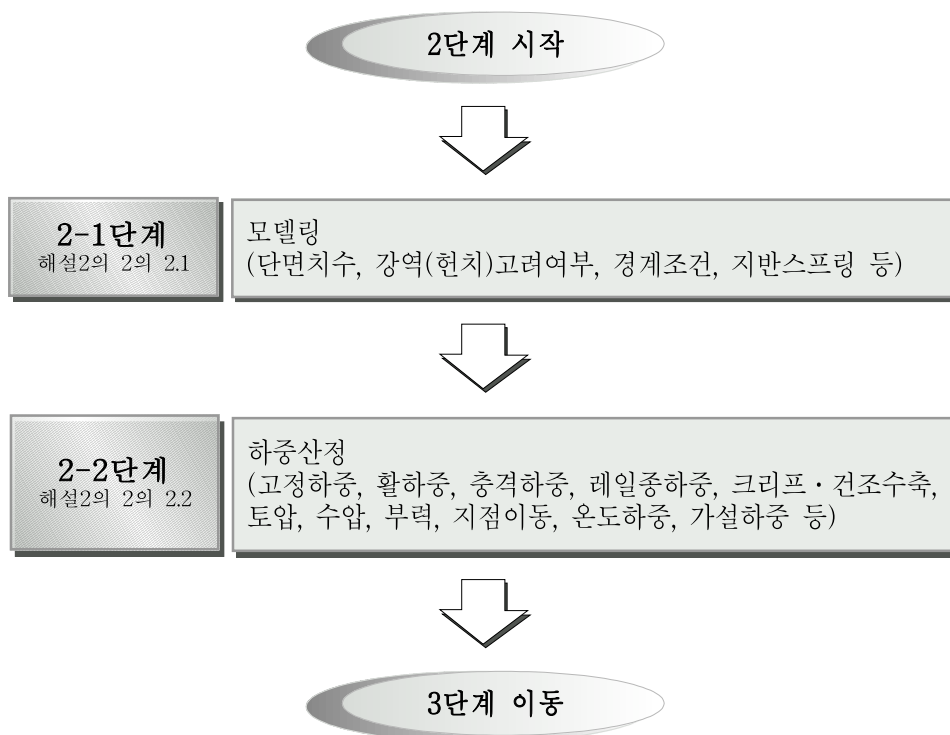 2단계 시작
2-1단계
해설2의 2의 2.1
모델링
(단면치수, 강역(헌치)고려여부, 경계조건, 지반스프링 등)
2-2단계
해설2의 2의 2.2
하중산정
(고정하중, 활하중, 충격하중, 레일종하중, 크리프·건조수축,
토압, 수압, 부력, 지점이동, 온도하중, 가설하중 등)
3단계 이동